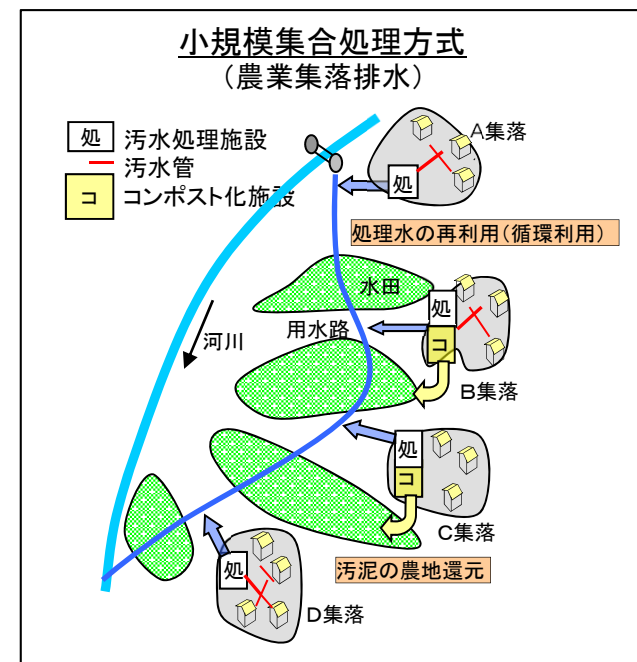 小規模集合処理方式
（農業集落排水）
処 汚水処理施設
汚水管
コ コンポスト化施設
A集落
処
処理水の再利用（循環利用）
水田
処
用水路
コ
河川
B集落
処
コ
C集落
処
汚泥の農地還元
D集落